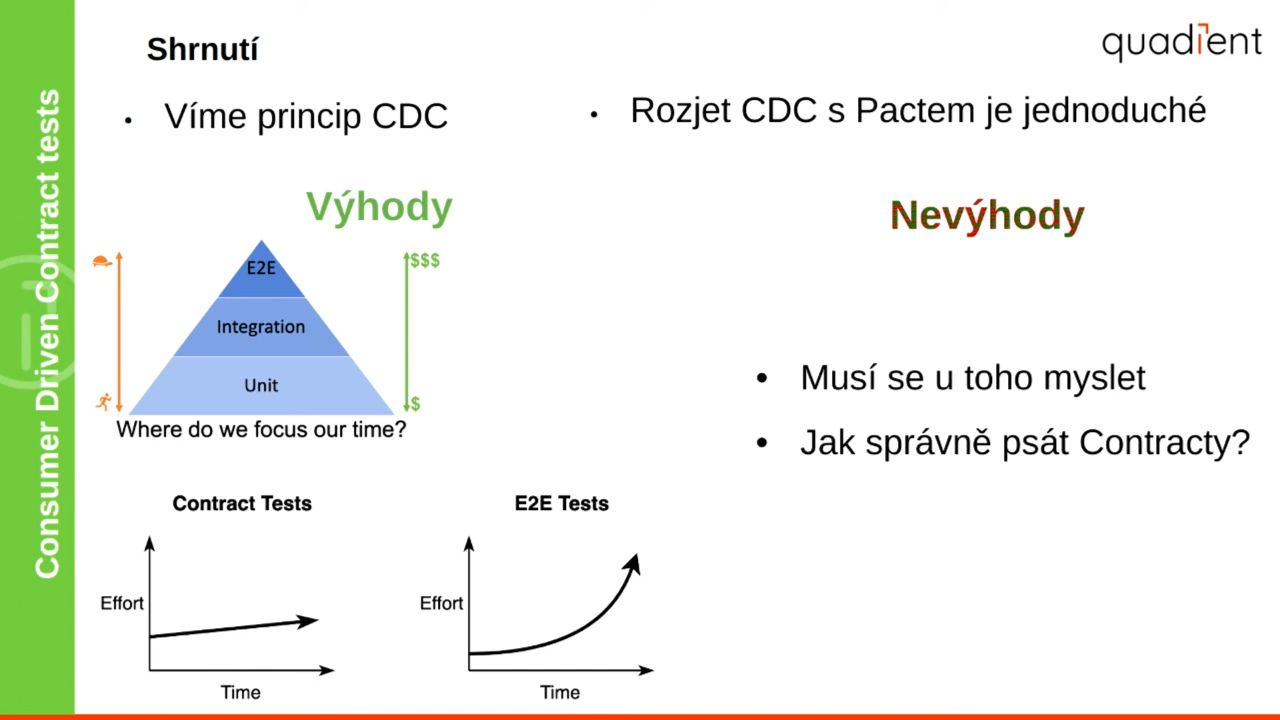 Consumer Driven Contract tests
Shrnutí
quadient
• Víme princip CDC
• Rozjet CDC s Pactem je jednoduché
Výhody
$$$
E2E
Integration
Unit
$
Where do we focus our time?
Contract Tests
Effort
Time
E2E Tests
Effort
Time
Nevýhody
• Musí se u toho myslet
• Jak správně psát Contracty?